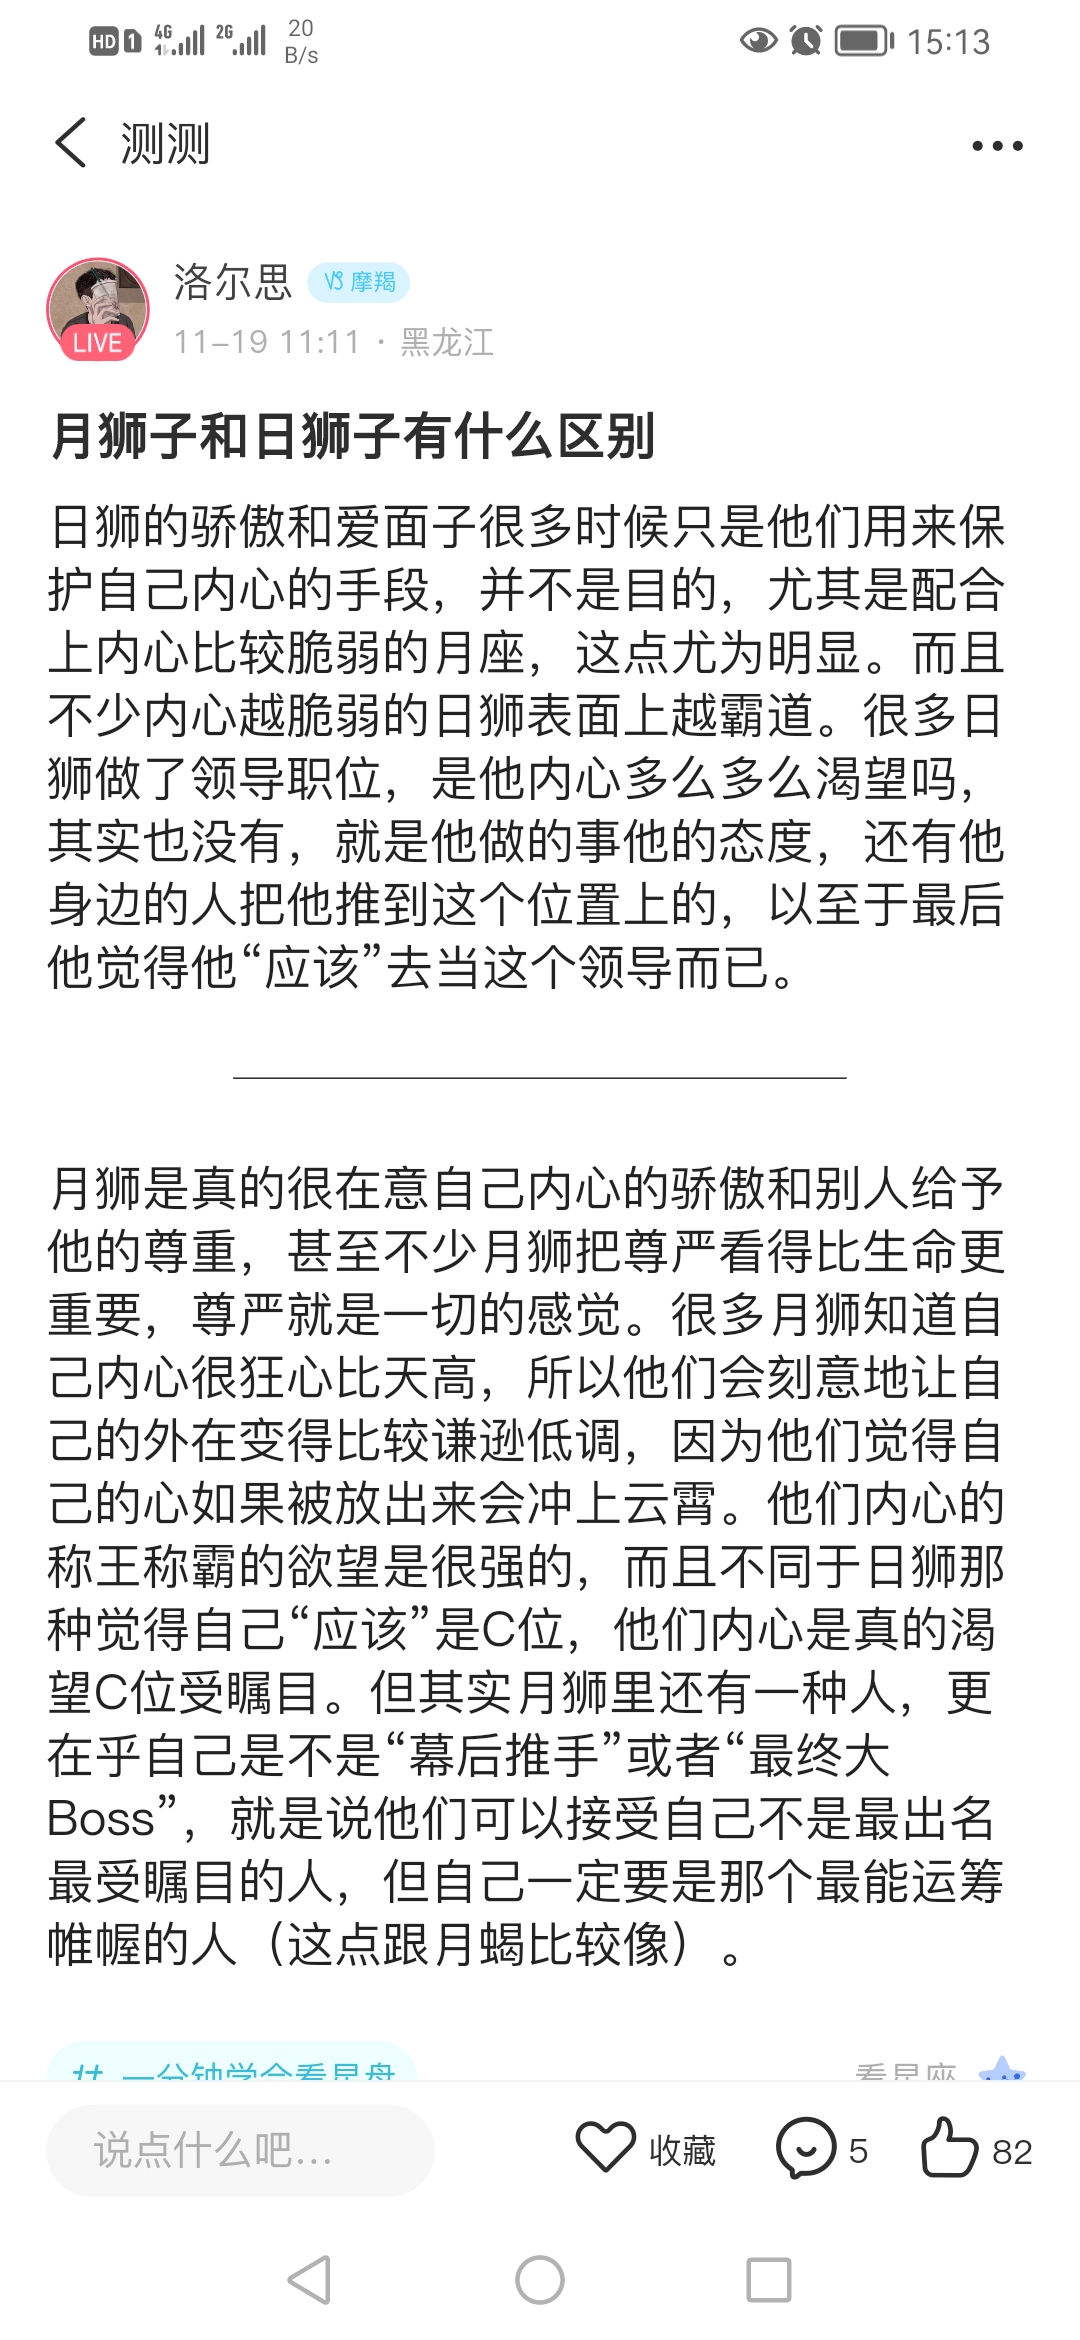 HD 1 4G 2G 20 B/s 15:13
测测
洛尔思 摩羯
LIVE
11-19 11:11 · 黑龙江
月狮子和日狮子有什么区别
日狮的骄傲和爱面子很多时候只是他们用来保
护自己内心的手段，并不是目的，尤其是配合
上内心比较脆弱的月座，这点尤为明显。而且
不少内心越脆弱的日狮表面上越霸道。很多日
狮做了领导职位，是他内心多么多么渴望吗，
其实也没有，就是他做的事他的态度，还有他
身边的人把他推到这个位置上的，以至于最后
他觉得他“应该”去当这个领导而已。
月狮是真的很在意自己内心的骄傲和别人给予
他的尊重，甚至不少月狮把尊严看得比生命更
重要，尊严就是一切的感觉。很多月狮知道自
己内心很狂心比天高，所以他们会刻意地让自
己的外在变得比较谦逊低调，因为他们觉得自
己的心如果被放出来会冲上云霄。他们内心的
称王称霸的欲望是很强的，而且不同于日狮那
种觉得自己“应该”是C位，他们内心是真的渴
望C位受瞩目。但其实月狮里还有一种人，更
在乎自己是不是“幕后推手”或者“最终大
Boss”，就是说他们可以接受自己不是最出名
最受瞩目的人，但自己一定要是那个最能运筹
帷幄的人（这点跟月蝎比较像）。
一分钟学会看星盘 看星座
说点什么吧... 收藏 5 82